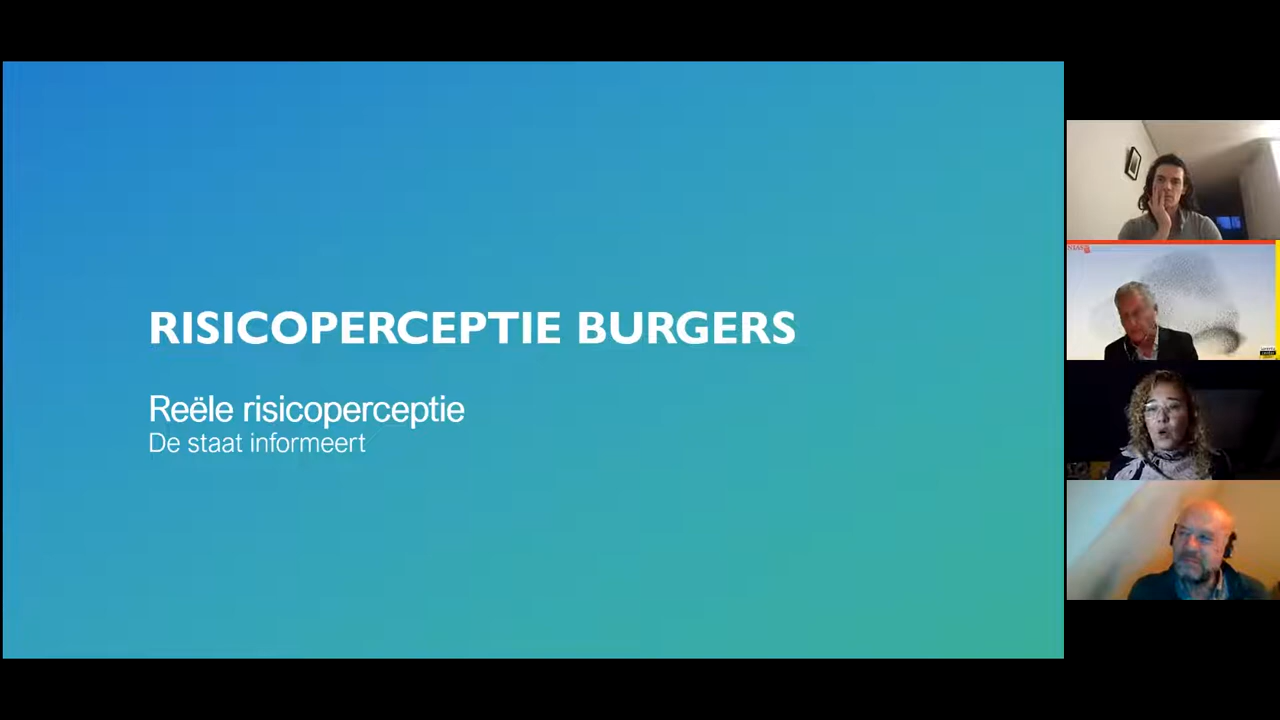 RISICOPERCEPTIE BURGERS
Reële risicoperceptie
De staat informeert